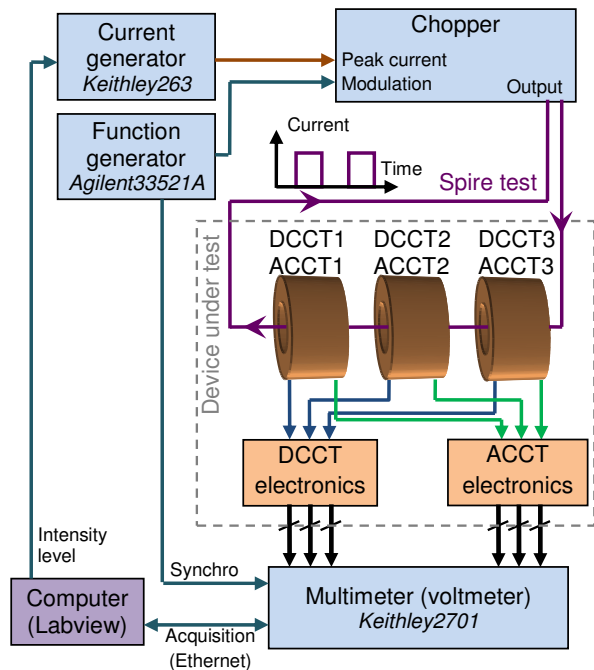 Current
generator
Keithley263
Chopper
Peak current
Modulation
Output
Function
generator
Agilent33521A
Current
Time
Spire test
Device under test
DCCT1
ACCT1
DCCT2
ACCT2
DCCT3
ACCT3
DCCT
electronics
ACCT
electronics
Intensity
level
Synchro
Computer
(Labview)
Acquisition
(Ethernet)
Multimeter (voltmeter)
Keithley2701